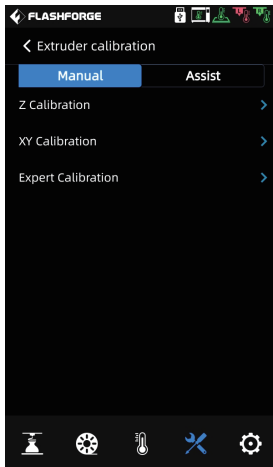 FLASHFORGE
Extruder calibration
Manual Assist
Z Calibration
XY Calibration
Expert Calibration